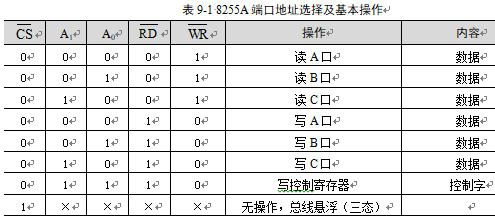 表 9-1 8255A 端口地址选择及基本操作
CS A1 A0 RD WR 操作 内容
0 0 0 0 1 读 A 口 数据
0 0 1 0 1 读 B 口 数据
0 1 0 0 1 读 C 口 数据
0 0 0 1 0 写 A 口 数据
0 0 1 1 0 写 B 口 数据
0 1 0 1 0 写 C 口 数据
0 1 1 1 0 写控制寄存器 控制字
1 × × × × 无操作，总线悬浮（三态）